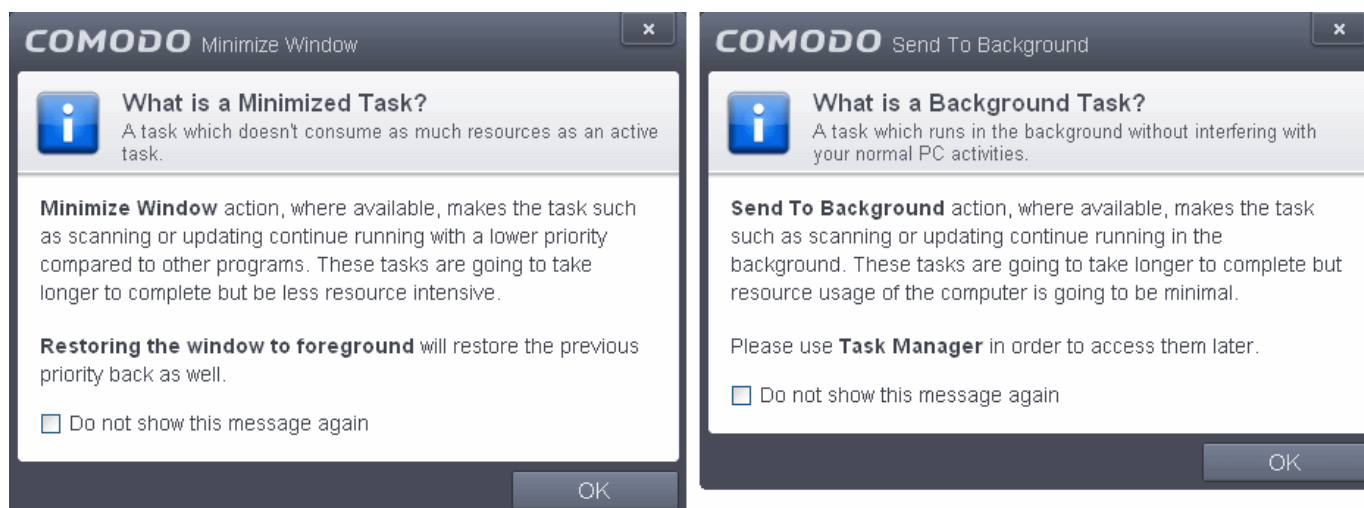 COMODO Minimize Window
What is a Minimized Task?
A task which doesn't consume as much resources as an active
task.
Minimize Window action, where available, makes the task such
as scanning or updating continue running with a lower priority
compared to other programs. These tasks are going to take
longer to complete but be less resource intensive.
Restoring the window to foreground will restore the previous
priority back as well.
Do not show this message again
OK
COMODO Send To Background
What is a Background Task?
A task which runs in the background without interfering with
your normal PC activities.
Send To Background action, where available, makes the task
such as scanning or updating continue running in the
background. These tasks are going to take longer to complete but
resource usage of the computer is going to be minimal.
Please use Task Manager in order to access them later.
Do not show this message again
OK